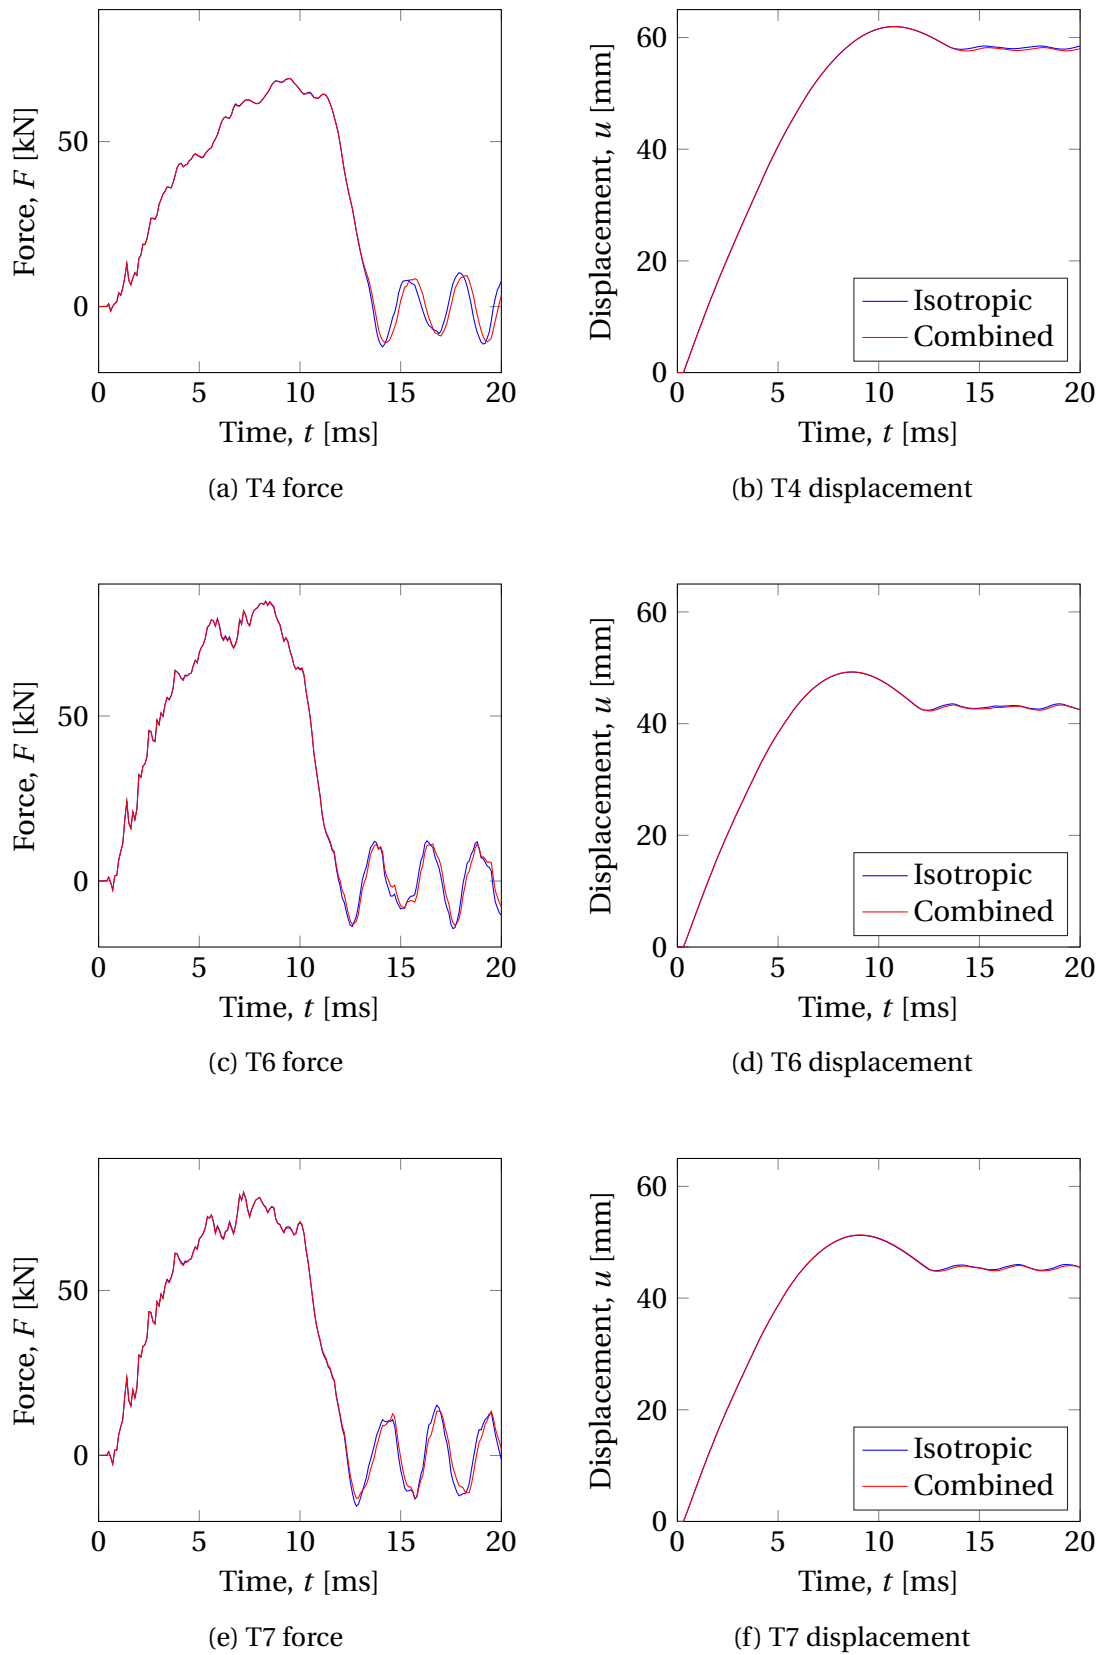 50
0
Force, F [kN]
0 5 10 15 20
Time, t [ms]
(a) T4 force
60
40
20
0
Displacement, u [mm]
Isotropic
Combined
0 5 10 15 20
Time, t [ms]
(b) T4 displacement
50
0
Force, F [kN]
0 5 10 15 20
Time, t [ms]
(c) T6 force
60
40
20
0
Displacement, u [mm]
Isotropic
Combined
0 5 10 15 20
Time, t [ms]
(d) T6 displacement
50
0
Force, F [kN]
0 5 10 15 20
Time, t [ms]
(e) T7 force
60
40
20
0
Displacement, u [mm]
Isotropic
Combined
0 5 10 15 20
Time, t [ms]
(f) T7 displacement